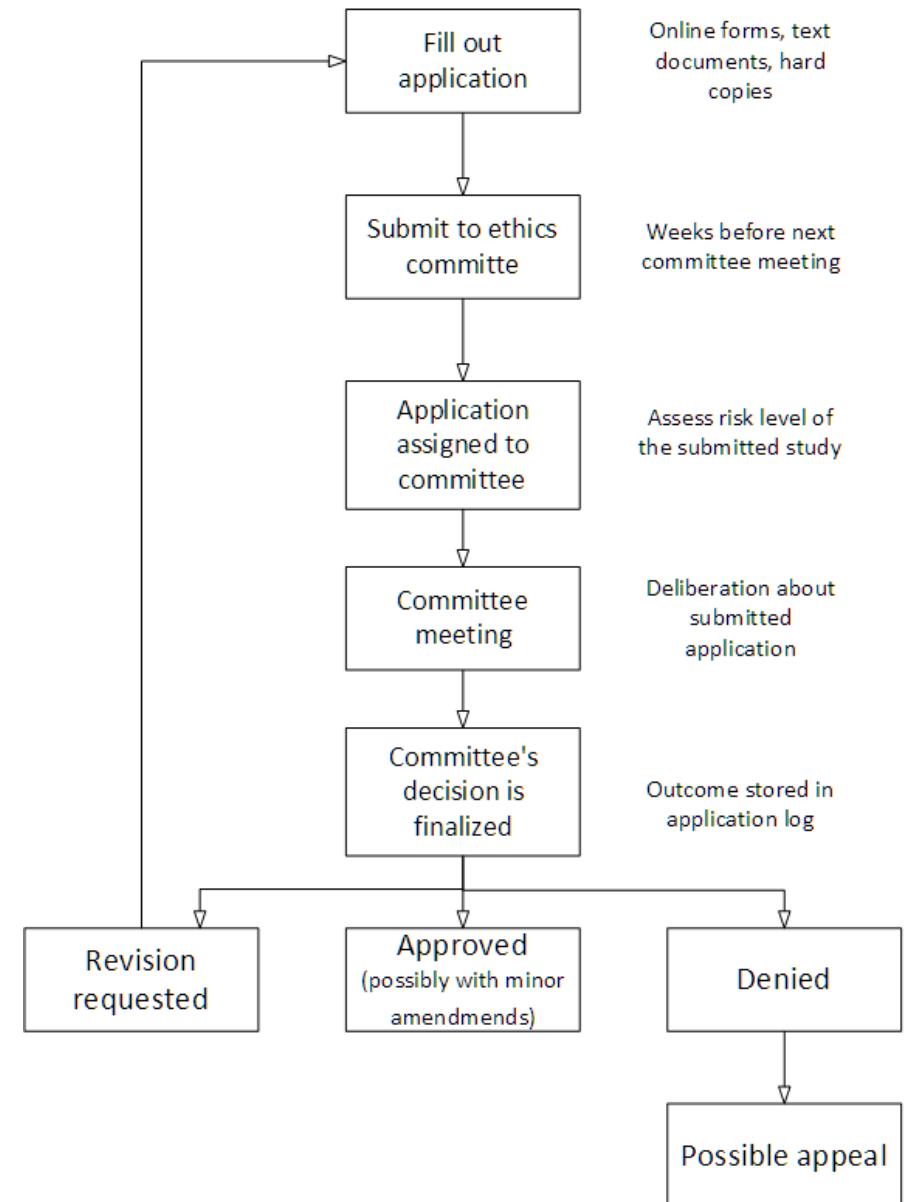 Fill out
application
Online forms, text
documents, hard
copies
Submit to ethics
committe
Weeks before next
committee meeting
Application
assigned to
committee
Assess risk level of
the submitted study
Committee
meeting
Deliberation about
submitted
application
Committee's
decision is
finalized
Outcome stored in
application log
Revision
requested
Approved
(possibly with minor
amendmends)
Denied
Possible appeal